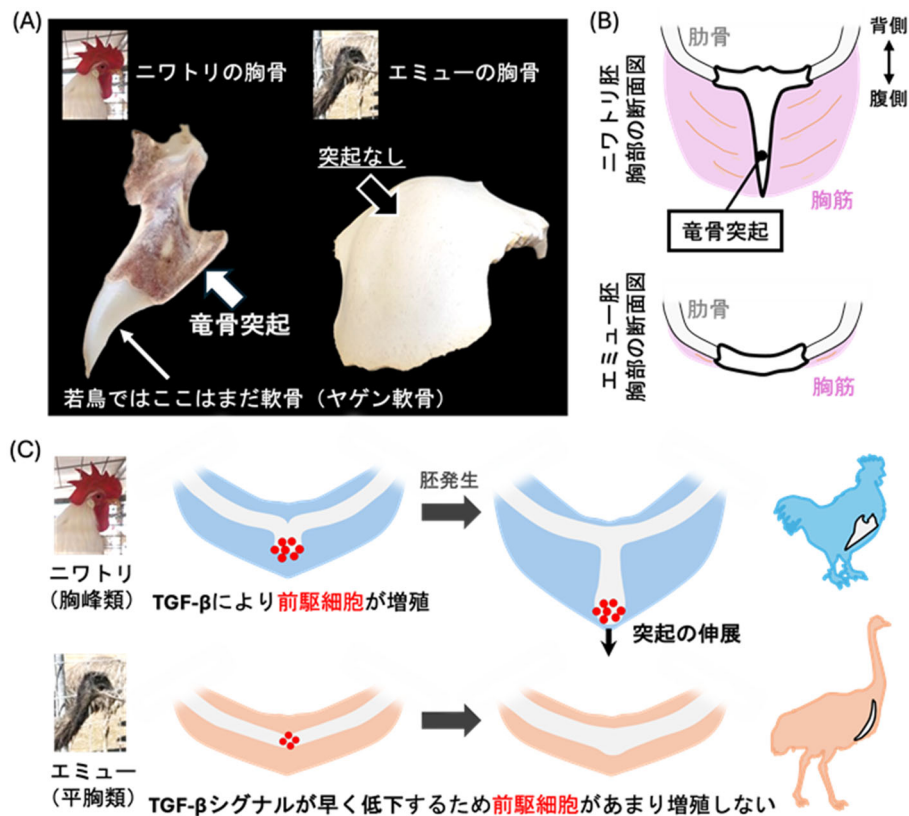 (A)
ニワトリの胸骨
エミューの胸骨
突起なし
竜骨突起
若鳥ではここはまだ軟骨（ヤゲン軟骨）
(B)
ニワトリ胚
胸部の断面図
肋骨
背側
腹側
胸筋
竜骨突起
エミュー胚
胸部の断面図
肋骨
胸筋
(C)
ニワトリ
（胸峰類）
TGF-βにより前駆細胞が増殖
胚発生
突起の伸展
エミュー
（平胸類）
TGF-βシグナルが早く低下するため前駆細胞があまり増殖しない